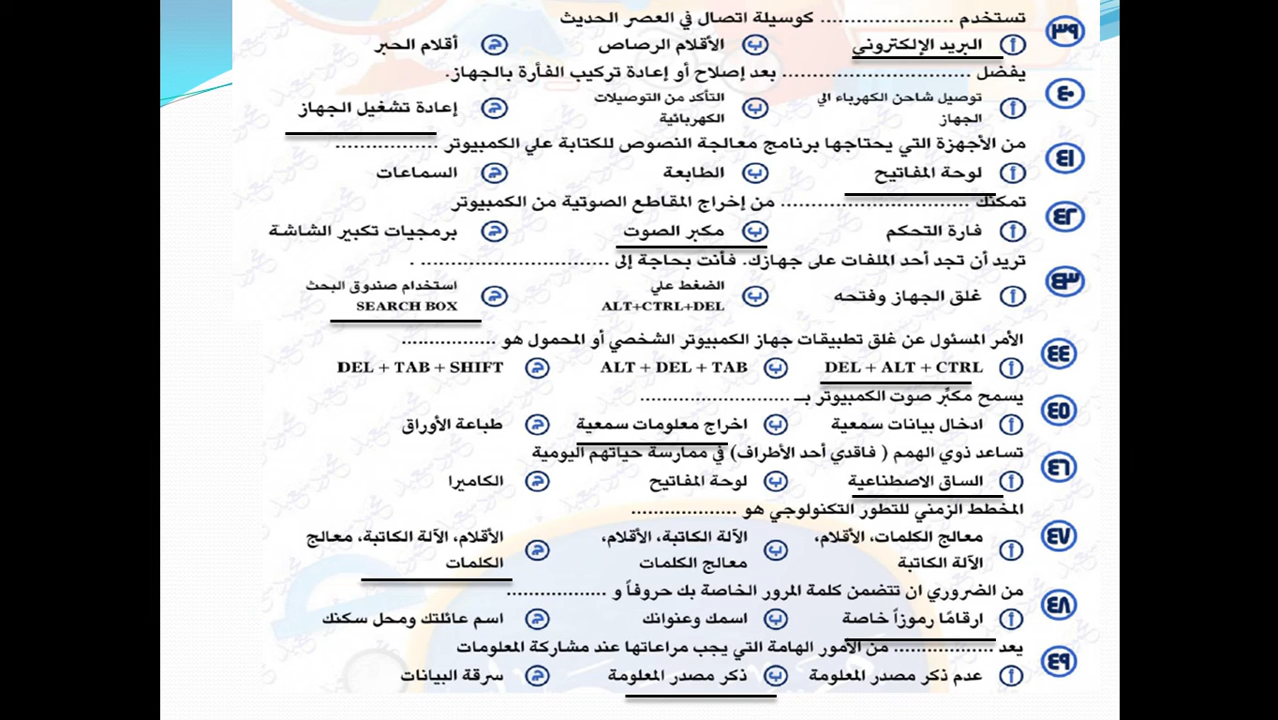 ٣٩ تستخدم ..................... كوسيلة اتصال في العصر الحديث
أ البريد الإلكتروني ب الأقلام الرصاص ج أقلام الحبر
٤٠ يفضل .............................. بعد إصلاح أو إعادة تركيب الفأرة بالجهاز.
أ توصيل شاحن الكهرباء الي الجهاز ب التأكد من التوصيلات الكهربائية ج إعادة تشغيل الجهاز
٤١ من الأجهزة التي يحتاجها برنامج معالجة النصوص للكتابة علي الكمبيوتر .................
أ لوحة المفاتيح ب الطابعة ج السماعات
٤٢ تمكنك .............................. من إخراج المقاطع الصوتية من الكمبيوتر
أ فارة التحكم ب مكبر الصوت ج برمجيات تكبير الشاشة
٤٣ تريد أن تجد أحد الملفات على جهازك. فأنت بحاجة إلى .............................. .
أ غلق الجهاز وفتحه ب الضغط علي ALT+CTRL+DEL ج استخدام صندوق البحث SEARCH BOX
٤٤ الأمر المسئول عن غلق تطبيقات جهاز الكمبيوتر الشخصي أو المحمول هو ................
أ DEL + ALT + CTRL ب ALT + DEL + TAB ج DEL + TAB + SHIFT
٤٥ يسمح مكبِّر صوت الكمبيوتر بــ .........................
أ ادخال بيانات سمعية ب اخراج معلومات سمعية ج طباعة الأوراق
٤٦ تساعد ذوي الهمم ( فاقدي أحد الأطراف) في ممارسة حياتهم اليومية
أ الساق الاصطناعية ب لوحة المفاتيح ج الكاميرا
٤٧ المخطط الزمني للتطور التكنولوجي هو .................
أ معالج الكلمات، الأقلام، الآلة الكاتبة ب الآلة الكاتبة، الأقلام، معالج الكلمات ج الأقلام، الآلة الكاتبة، معالج الكلمات
٤٨ من الضروري ان تتضمن كلمة المرور الخاصة بك حروفاً و .................
أ ارقامًا رموزاً خاصة ب اسمك وعنوانك ج اسم عائلتك ومحل سكنك
٤٩ يعد ................. من الأمور الهامة التي يجب مراعاتها عند مشاركة المعلومات
أ عدم ذكر مصدر المعلومة ب ذكر مصدر المعلومة ج سرقة البيانات